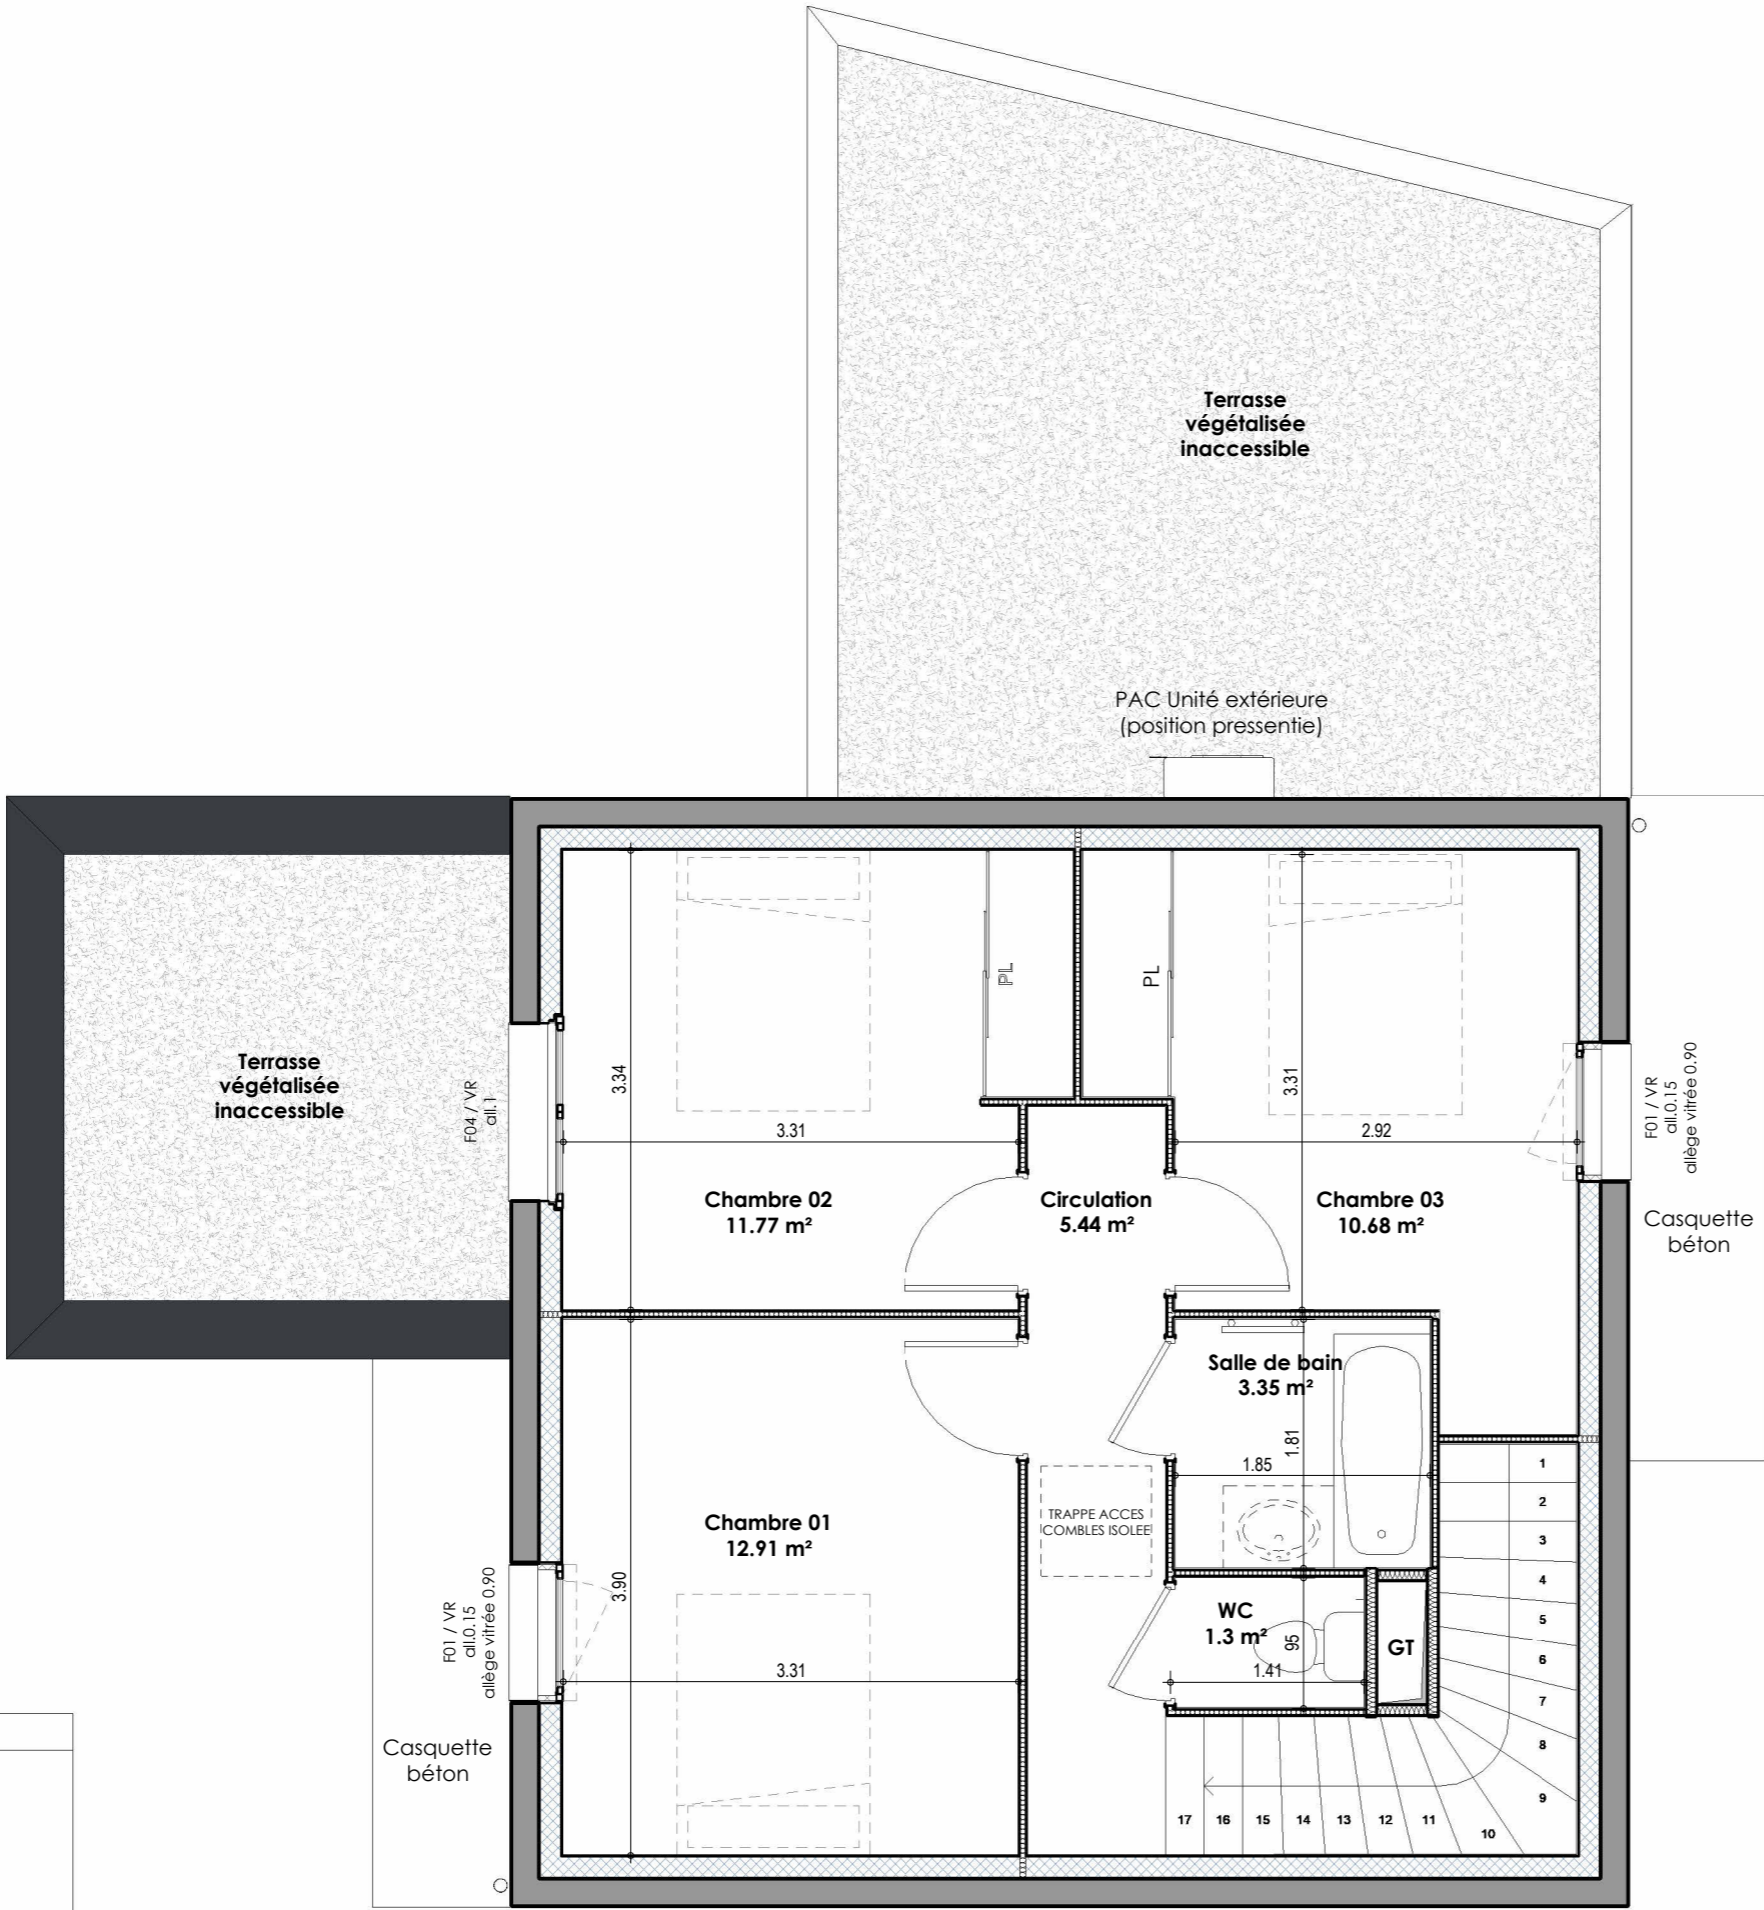 Terrasse
végétalisée
inaccessible
PAC Unité extérieure
(position pressentie)
Terrasse
végétalisée
inaccessible
F04 / VR
all.1
PL
PL
3.34
3.31
3.31
2.92
F01 / VR
all.0.15
allège vitrée 0.90
Chambre 02
11.77 m²
Circulation
5.44 m²
Chambre 03
10.68 m²
Casquette
béton
Salle de bain
3.35 m²
1.81
1.85
TRAPPE ACCES
COMBLES ISOLEE
Chambre 01
12.91 m²
3.90
3.31
F01 / VR
all.0.15
allège vitrée 0.90
WC
1.3 m²
95
1.41
GT
Casquette
béton
1
2
3
4
5
6
7
8
9
10
11
12
13
14
15
16
17